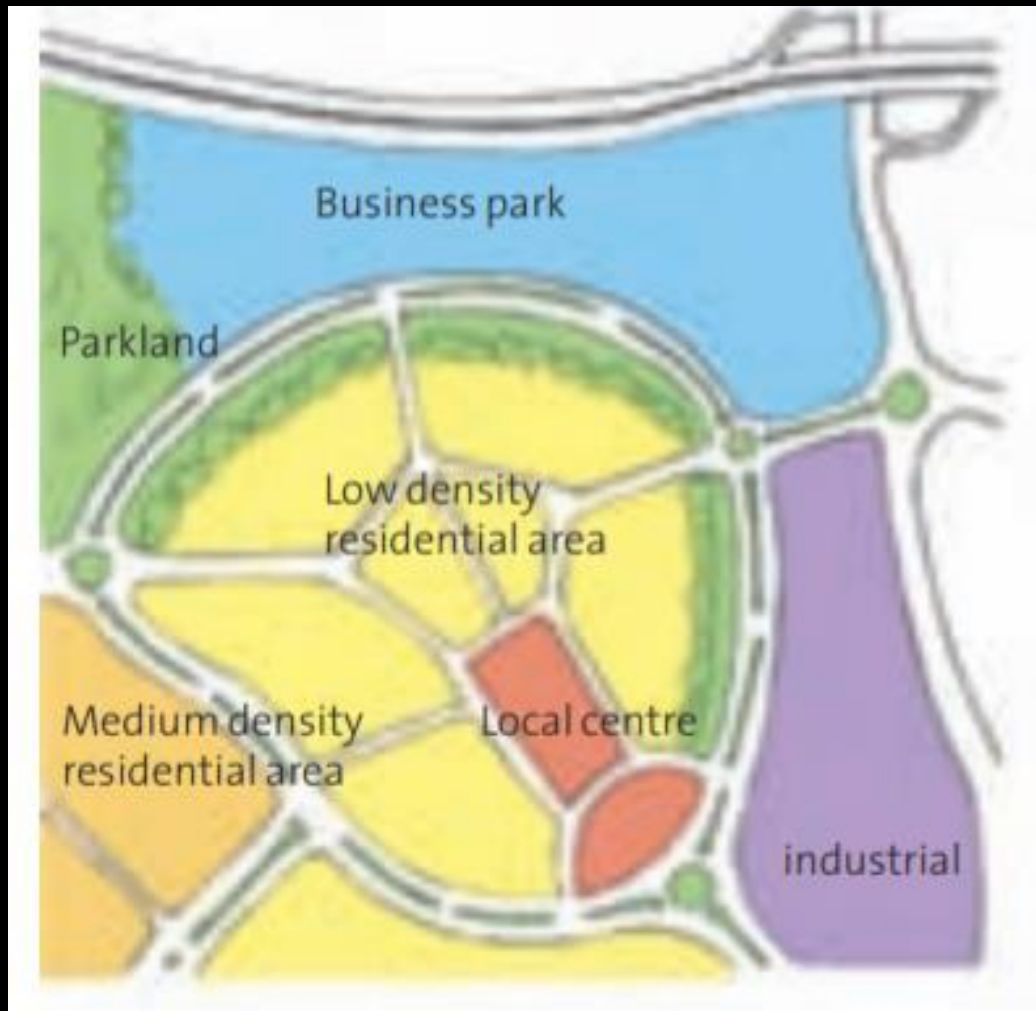 Business park
Parkland
Low density
residential area
Local centre
Medium density
residential area
industrial